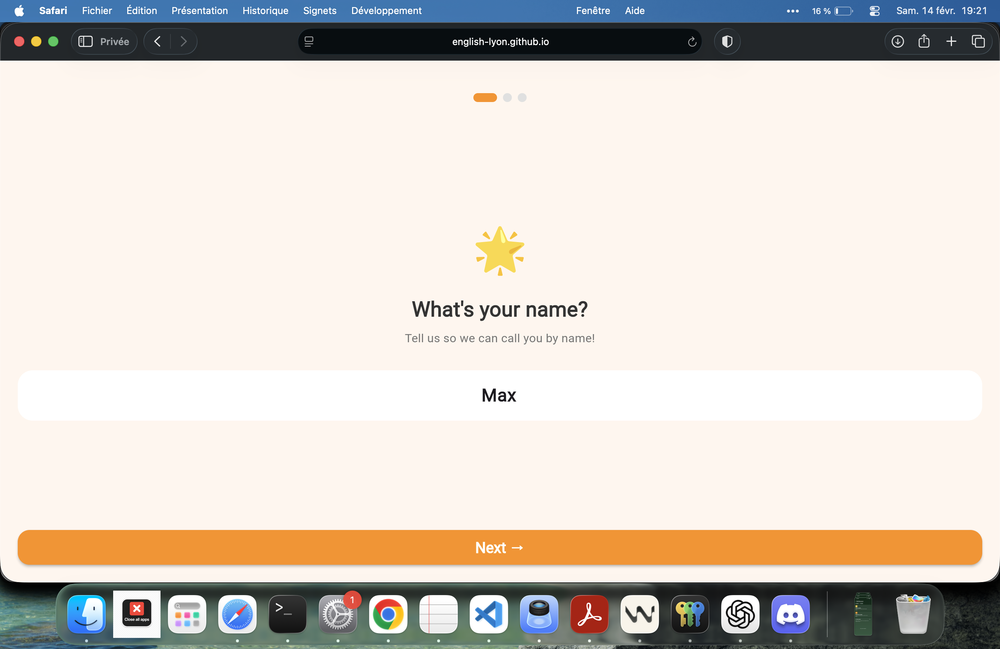 Safari Fichier Édition Présentation Historique Signets Développement Fenêtre Aide ••• 16 % Sam. 14 févr. 19:21
Privée english-lyon.github.io
What's your name?
Tell us so we can call you by name!
Max
Next →
1
>_
Close all apps